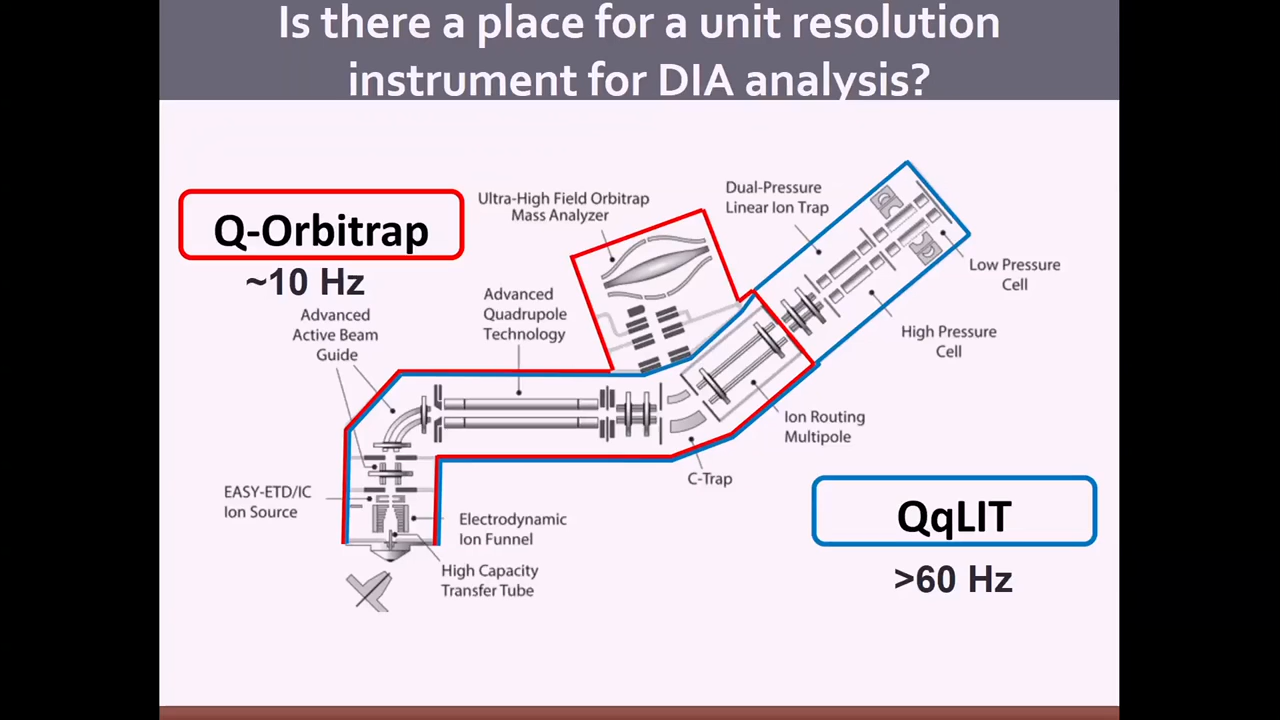 Is there a place for a unit resolution
instrument for DIA analysis?
Q-Orbitrap
~10 Hz
Ultra-High Field Orbitrap
Mass Analyzer
Dual-Pressure
Linear Ion Trap
Low Pressure
Cell
High Pressure
Cell
Advanced
Quadrupole
Technology
Advanced
Active Beam
Guide
Ion Routing
Multipole
C-Trap
EASY-ETD/IC
Ion Source
Electrodynamic
Ion Funnel
High Capacity
Transfer Tube
QqLIT
>60 Hz